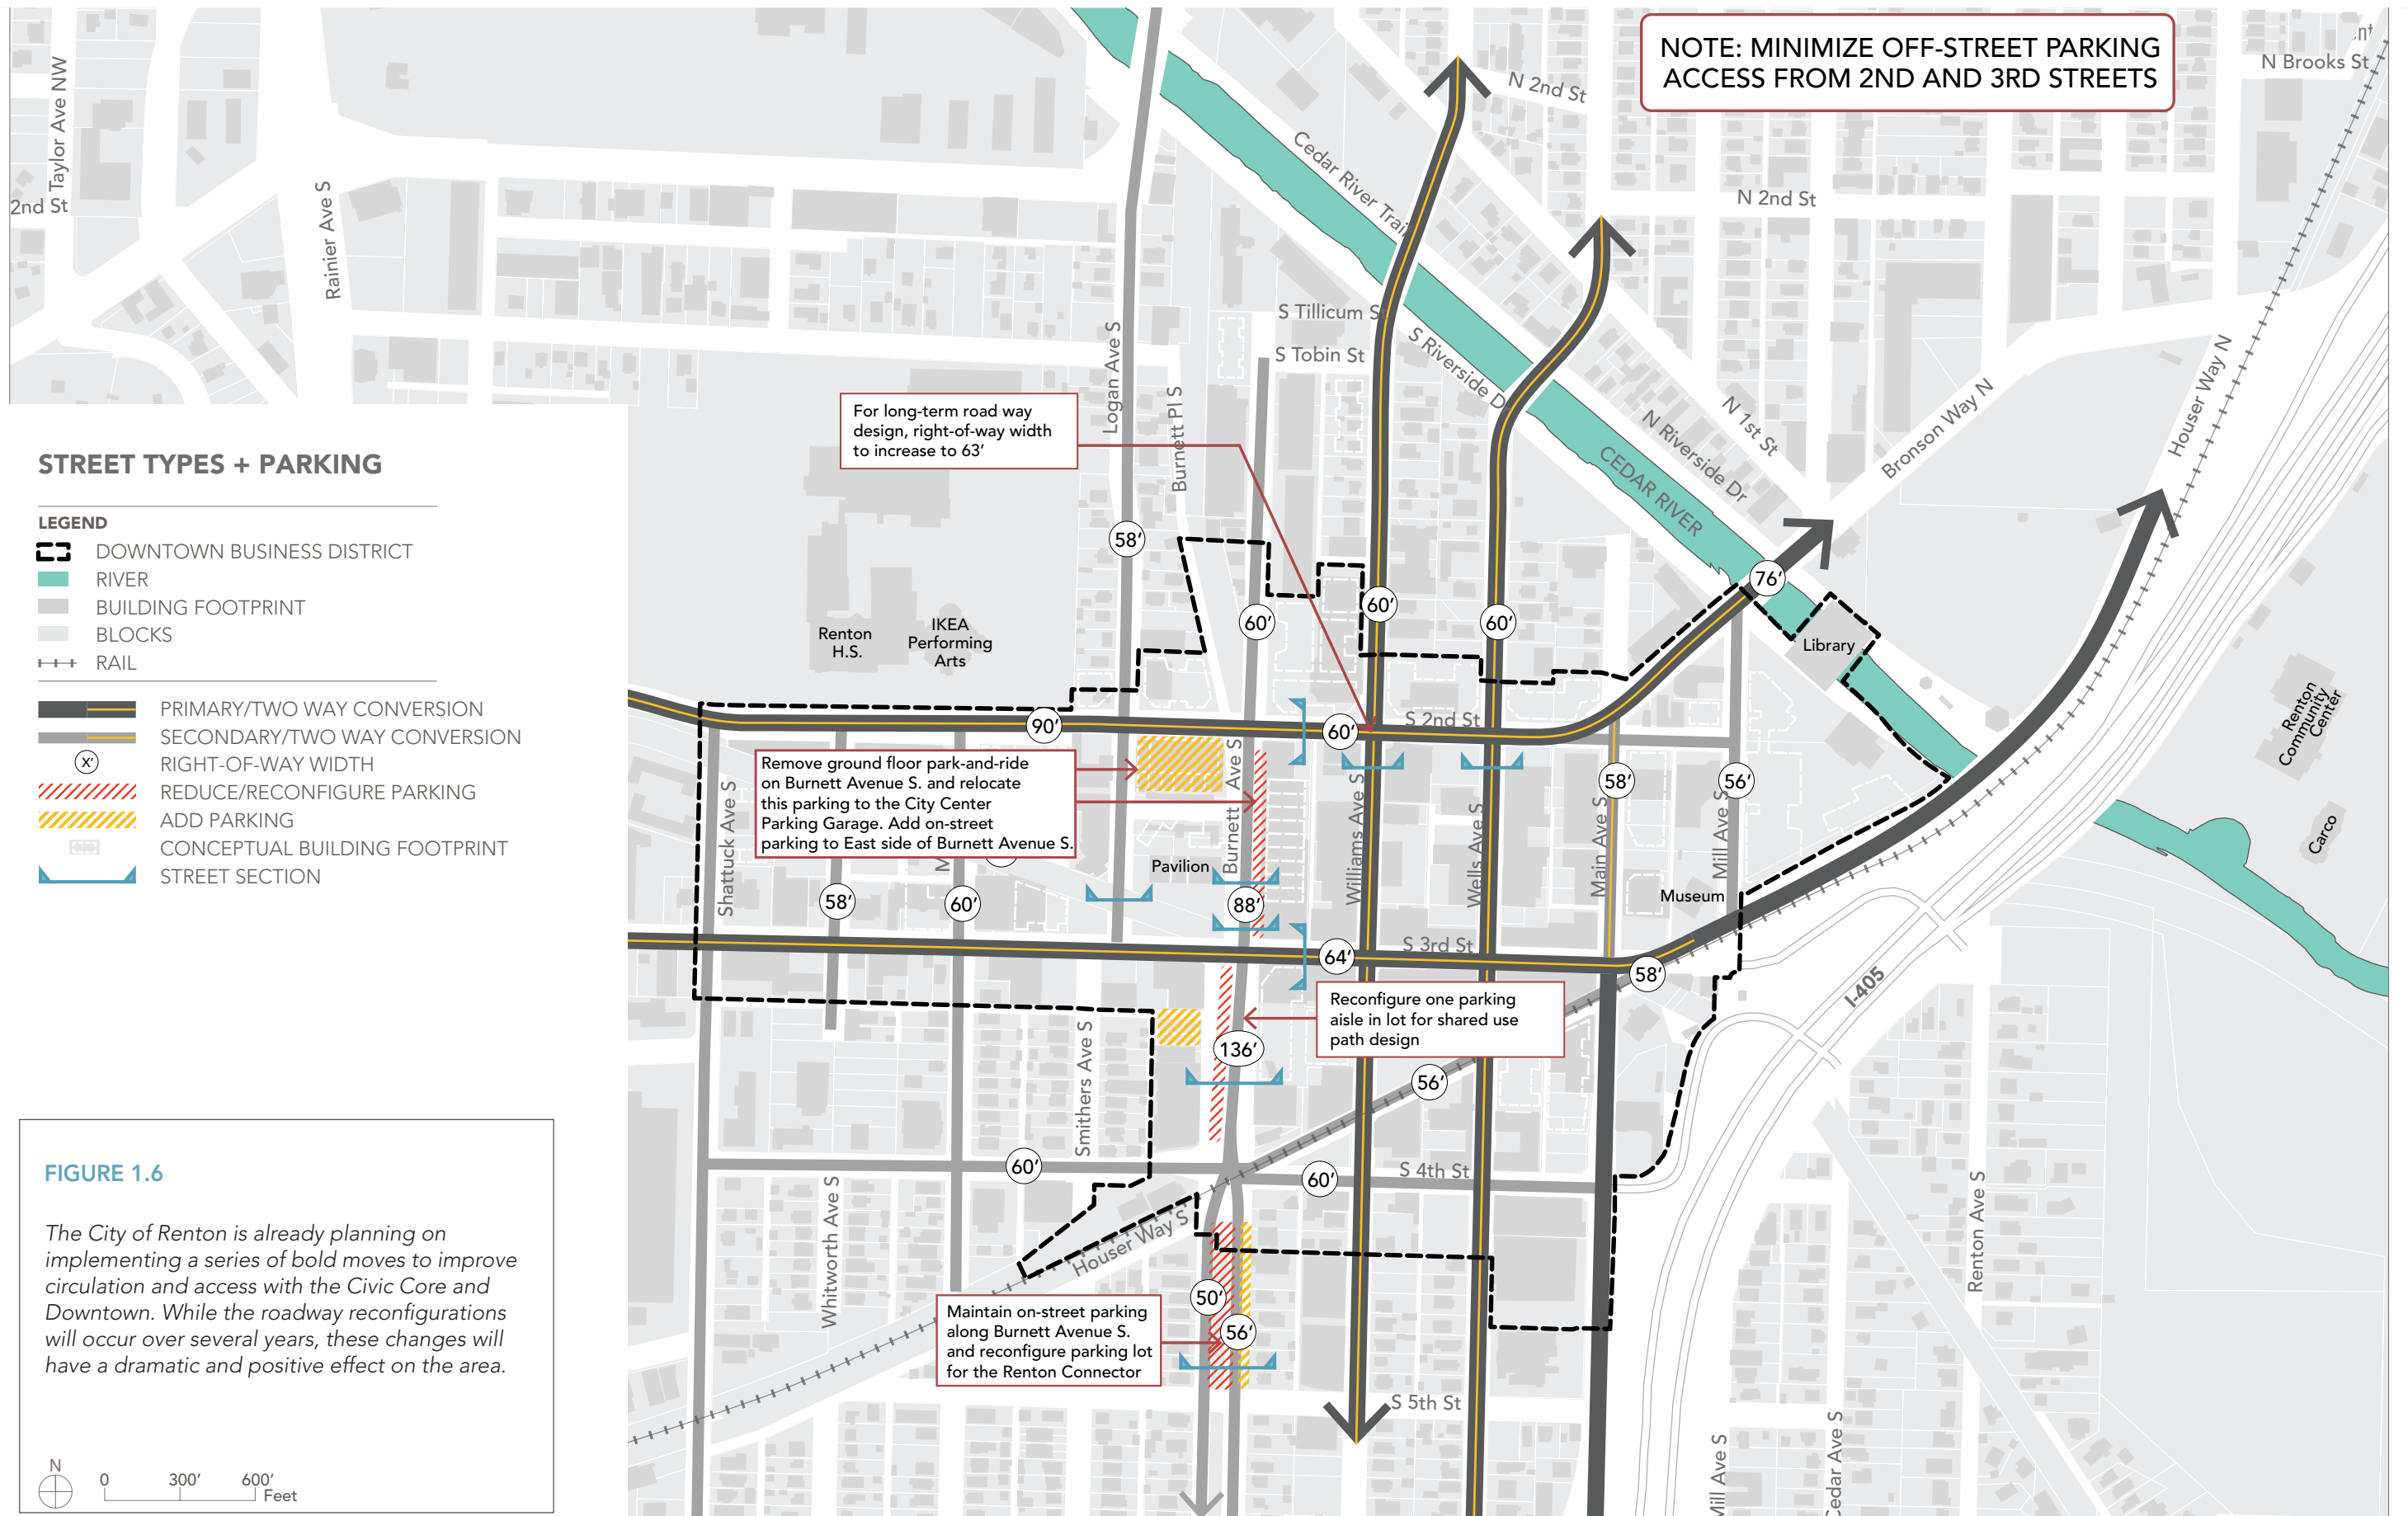 NOTE: MINIMIZE OFF-STREET PARKING
ACCESS FROM 2ND AND 3RD STREETS
N Brooks St
Taylor Ave NW
2nd St
Rainier Ave S
Logan Ave S
Burnett Pl S
N 2nd St
N 2nd St
Cedar River Trail
S Tillicum S
S Tobin St
S Riverside D
CEDAR RIVER
N Riverside Dr
N 1st St
Bronson Way N
Houser Way N
For long-term road way
design, right-of-way width
to increase to 63’
STREET TYPES + PARKING
LEGEND
DOWNTOWN BUSINESS DISTRICT
RIVER
BUILDING FOOTPRINT
BLOCKS
RAIL
PRIMARY/TWO WAY CONVERSION
SECONDARY/TWO WAY CONVERSION
X’
RIGHT-OF-WAY WIDTH
REDUCE/RECONFIGURE PARKING
ADD PARKING
CONCEPTUAL BUILDING FOOTPRINT
STREET SECTION
58’
60’
60’
60’
76’
Renton
H.S.
IKEA
Performing
Arts
Library
Renton
Community
Center
Carco
90’
60’
S 2nd St
Remove ground floor park-and-ride
on Burnett Avenue S. and relocate
this parking to the City Center
Parking Garage. Add on-street
parking to East side of Burnett Avenue S.
Shattuck Ave S
Burnett Ave S
Williams Ave S
Wells Ave S
Main Ave S
Mill Ave S
58’
56’
Pavilion
Museum
58’
60’
88’
64’
S 3rd St
58’
I-405
Reconfigure one parking
aisle in lot for shared use
path design
136’
56’
Smithers Ave S
60’
60’
S 4th St
Whitworth Ave S
Houser Way S
Renton Ave S
50’
56’
Maintain on-street parking
along Burnett Avenue S.
and reconfigure parking lot
for the Renton Connector
S 5th St
Mill Ave S
Cedar Ave S
FIGURE 1.6
The City of Renton is already planning on
implementing a series of bold moves to improve
circulation and access with the Civic Core and
Downtown. While the roadway reconfigurations
will occur over several years, these changes will
have a dramatic and positive effect on the area.
N
0 300’ 600’
Feet